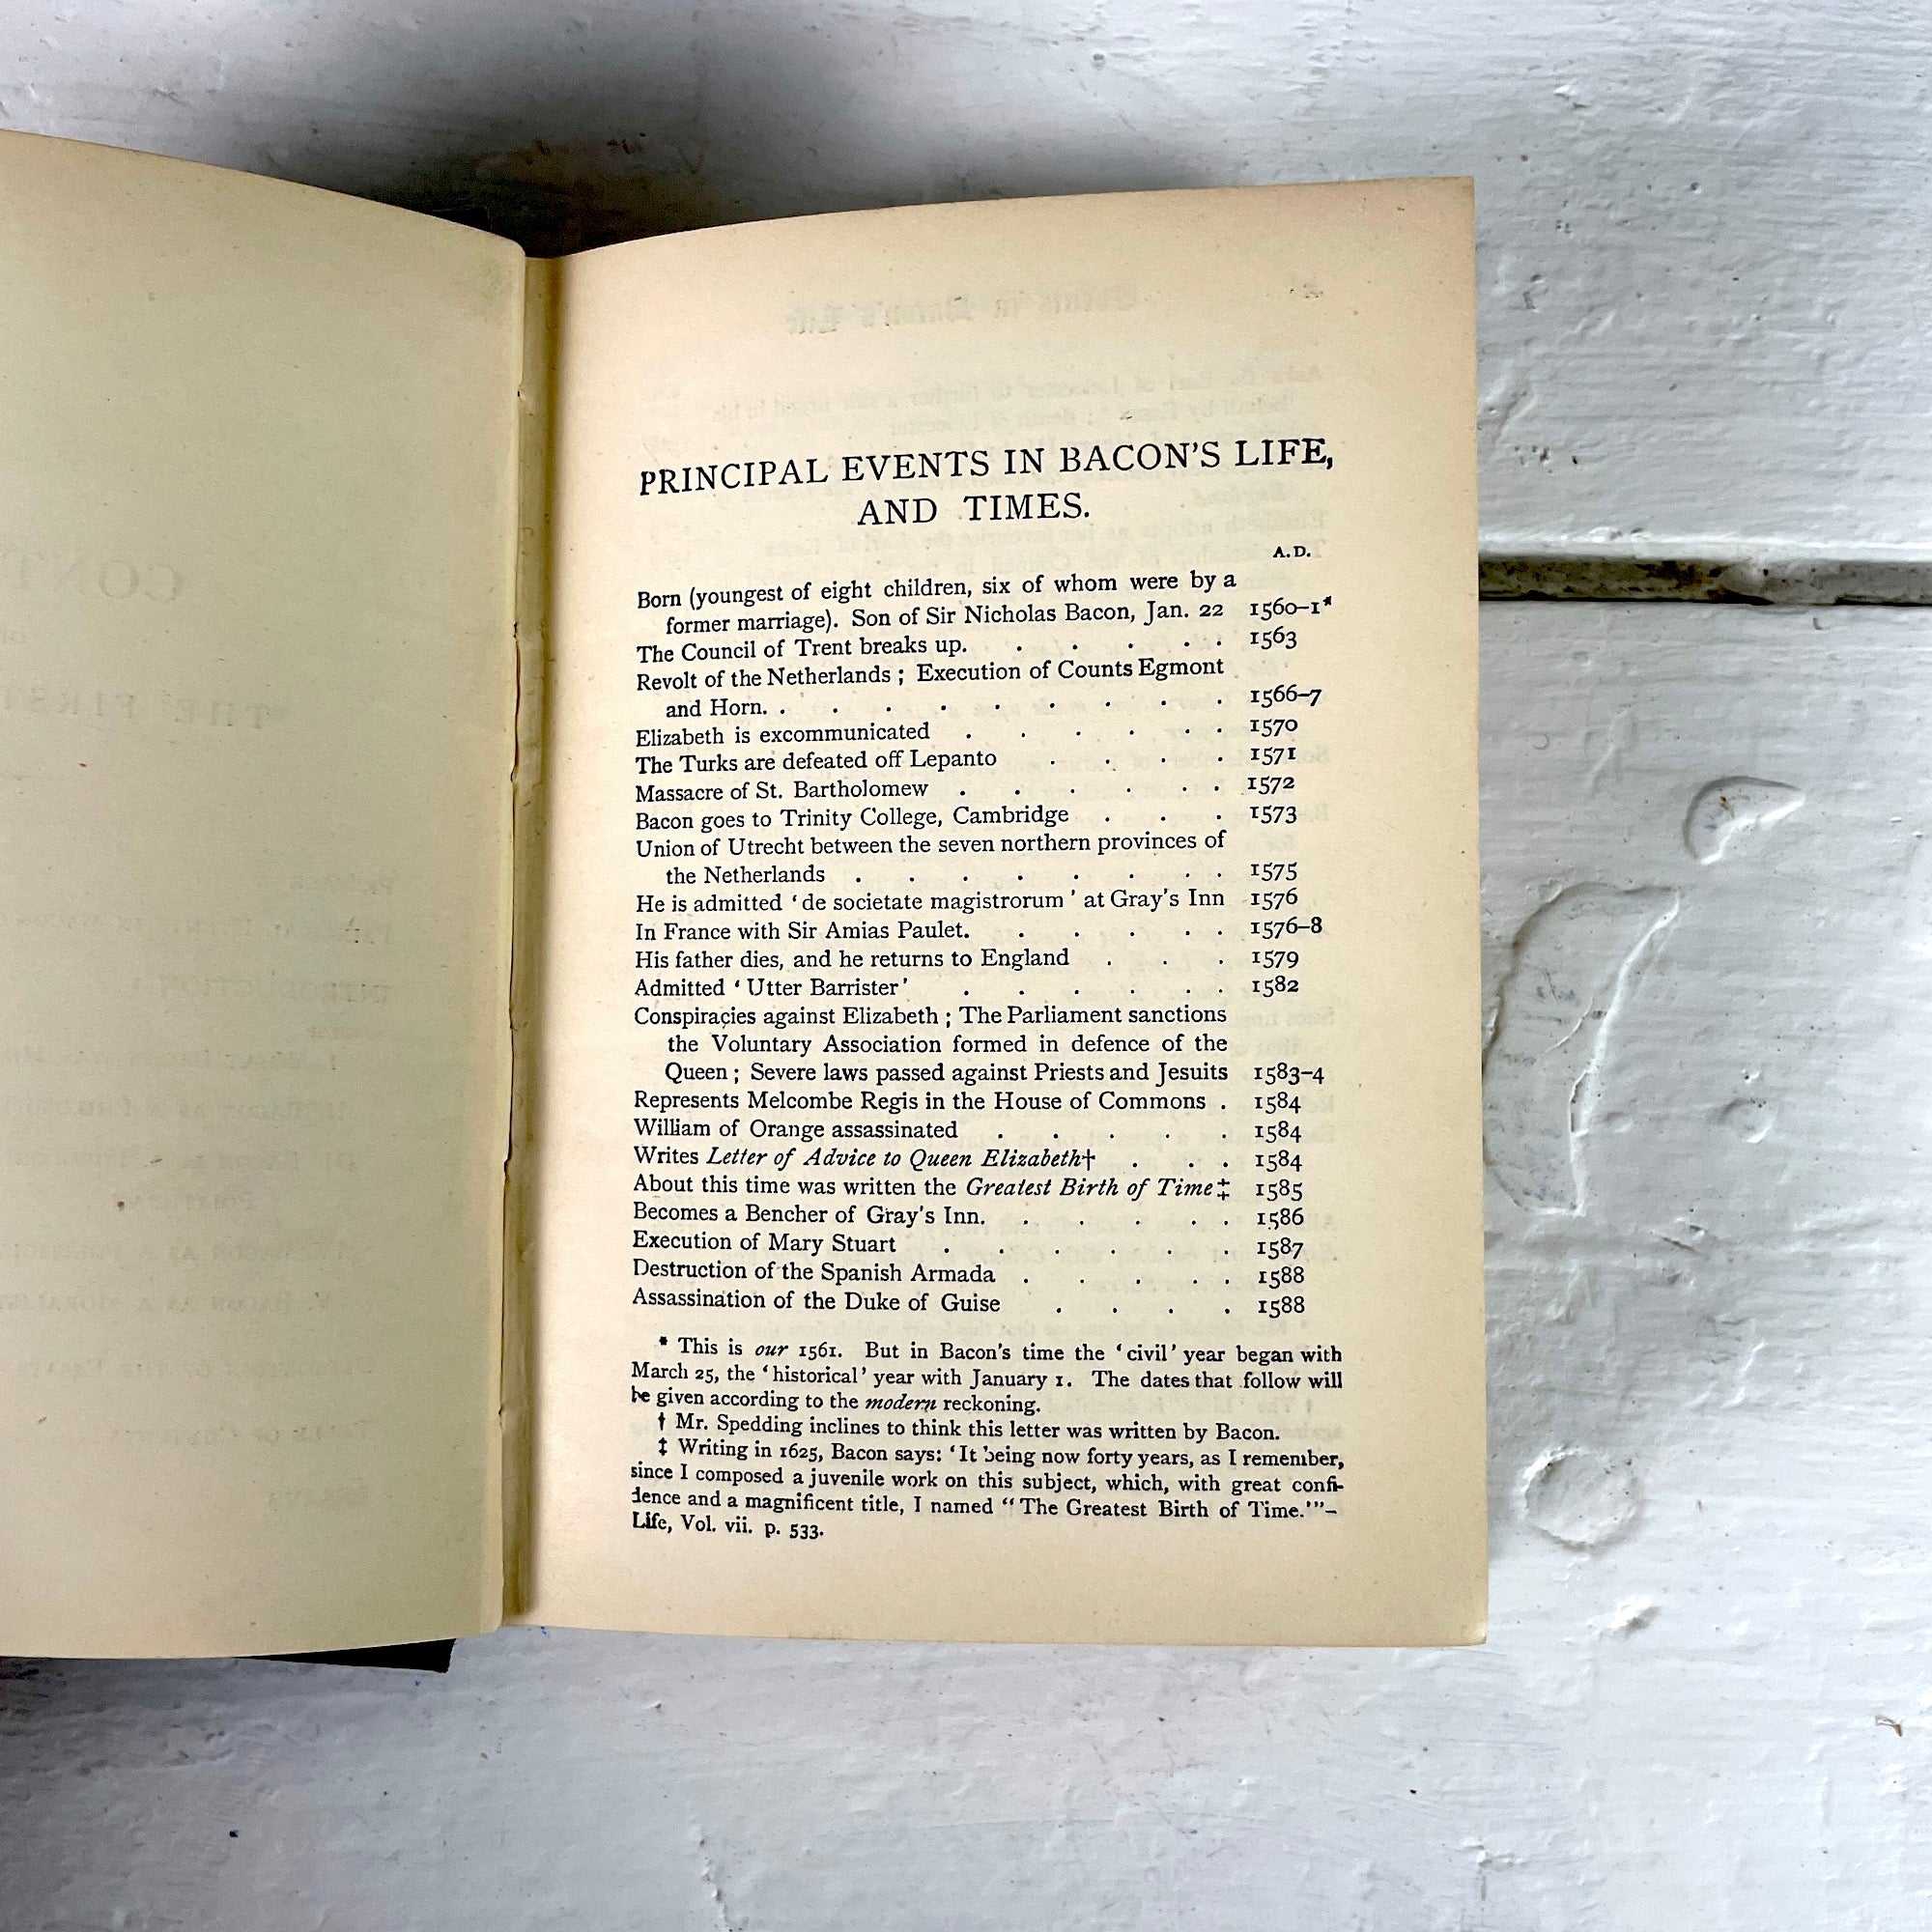 PRINCIPAL EVENTS IN BACON'S LIFE,
AND TIMES.
A.D.
Born (youngest of eight children, six of whom were by a
former marriage). Son of Sir Nicholas Bacon, Jan. 22 1560–1*
The Council of Trent breaks up. . . . . . 1563
Revolt of the Netherlands ; Execution of Counts Egmont
and Horn. . . . . . . . . . 1566–7
Elizabeth is excommunicated . . . . . . 1570
The Turks are defeated off Lepanto . . . . 1571
Massacre of St. Bartholomew . . . . . . 1572
Bacon goes to Trinity College, Cambridge . . . 1573
Union of Utrecht between the seven northern provinces of
the Netherlands . . . . . . . . 1575
He is admitted ‘de societate magistrorum’ at Gray's Inn 1576
In France with Sir Amias Paulet. . . . . . 1576–8
His father dies, and he returns to England . . . 1579
Admitted ‘Utter Barrister’ . . . . . . 1582
Conspiracies against Elizabeth ; The Parliament sanctions
the Voluntary Association formed in defence of the
Queen ; Severe laws passed against Priests and Jesuits 1583–4
Represents Melcombe Regis in the House of Commons . 1584
William of Orange assassinated . . . . . 1584
Writes Letter of Advice to Queen Elizabeth† . . . 1584
About this time was written the Greatest Birth of Time‡ 1585
Becomes a Bencher of Gray's Inn. . . . . . 1586
Execution of Mary Stuart . . . . . . 1587
Destruction of the Spanish Armada . . . . . 1588
Assassination of the Duke of Guise . . . . 1588
* This is our 1561. But in Bacon's time the ‘civil’ year began with
March 25, the ‘historical’ year with January 1. The dates that follow will
be given according to the modern reckoning.
† Mr. Spedding inclines to think this letter was written by Bacon.
‡ Writing in 1625, Bacon says: ‘It being now forty years, as I remember,
since I composed a juvenile work on this subject, which, with great confi-
dence and a magnificent title, I named “The Greatest Birth of Time.’”–
Life, Vol. vii. p. 533.